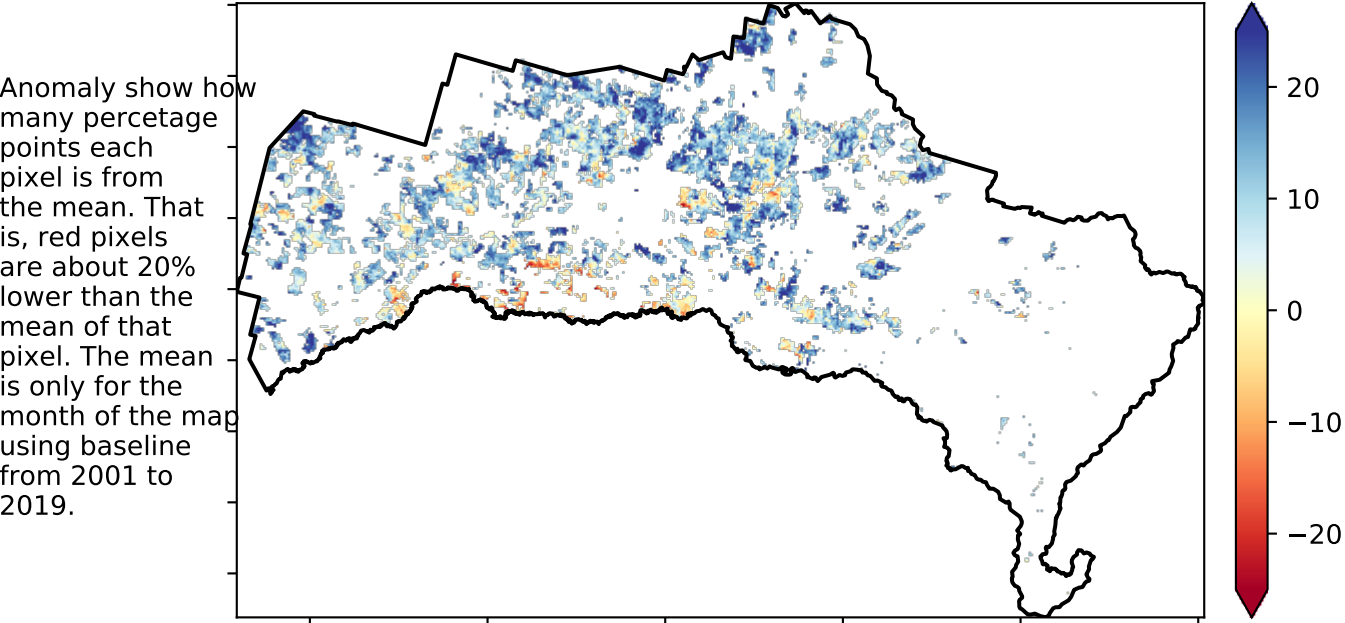 Anomaly show how
many percetage
points each
pixel is from
the mean. That
is, red pixels
are about 20%
lower than the
mean of that
pixel. The mean
is only for the
month of the map
using baseline
from 2001 to
2019.
20
10
0
−10
−20